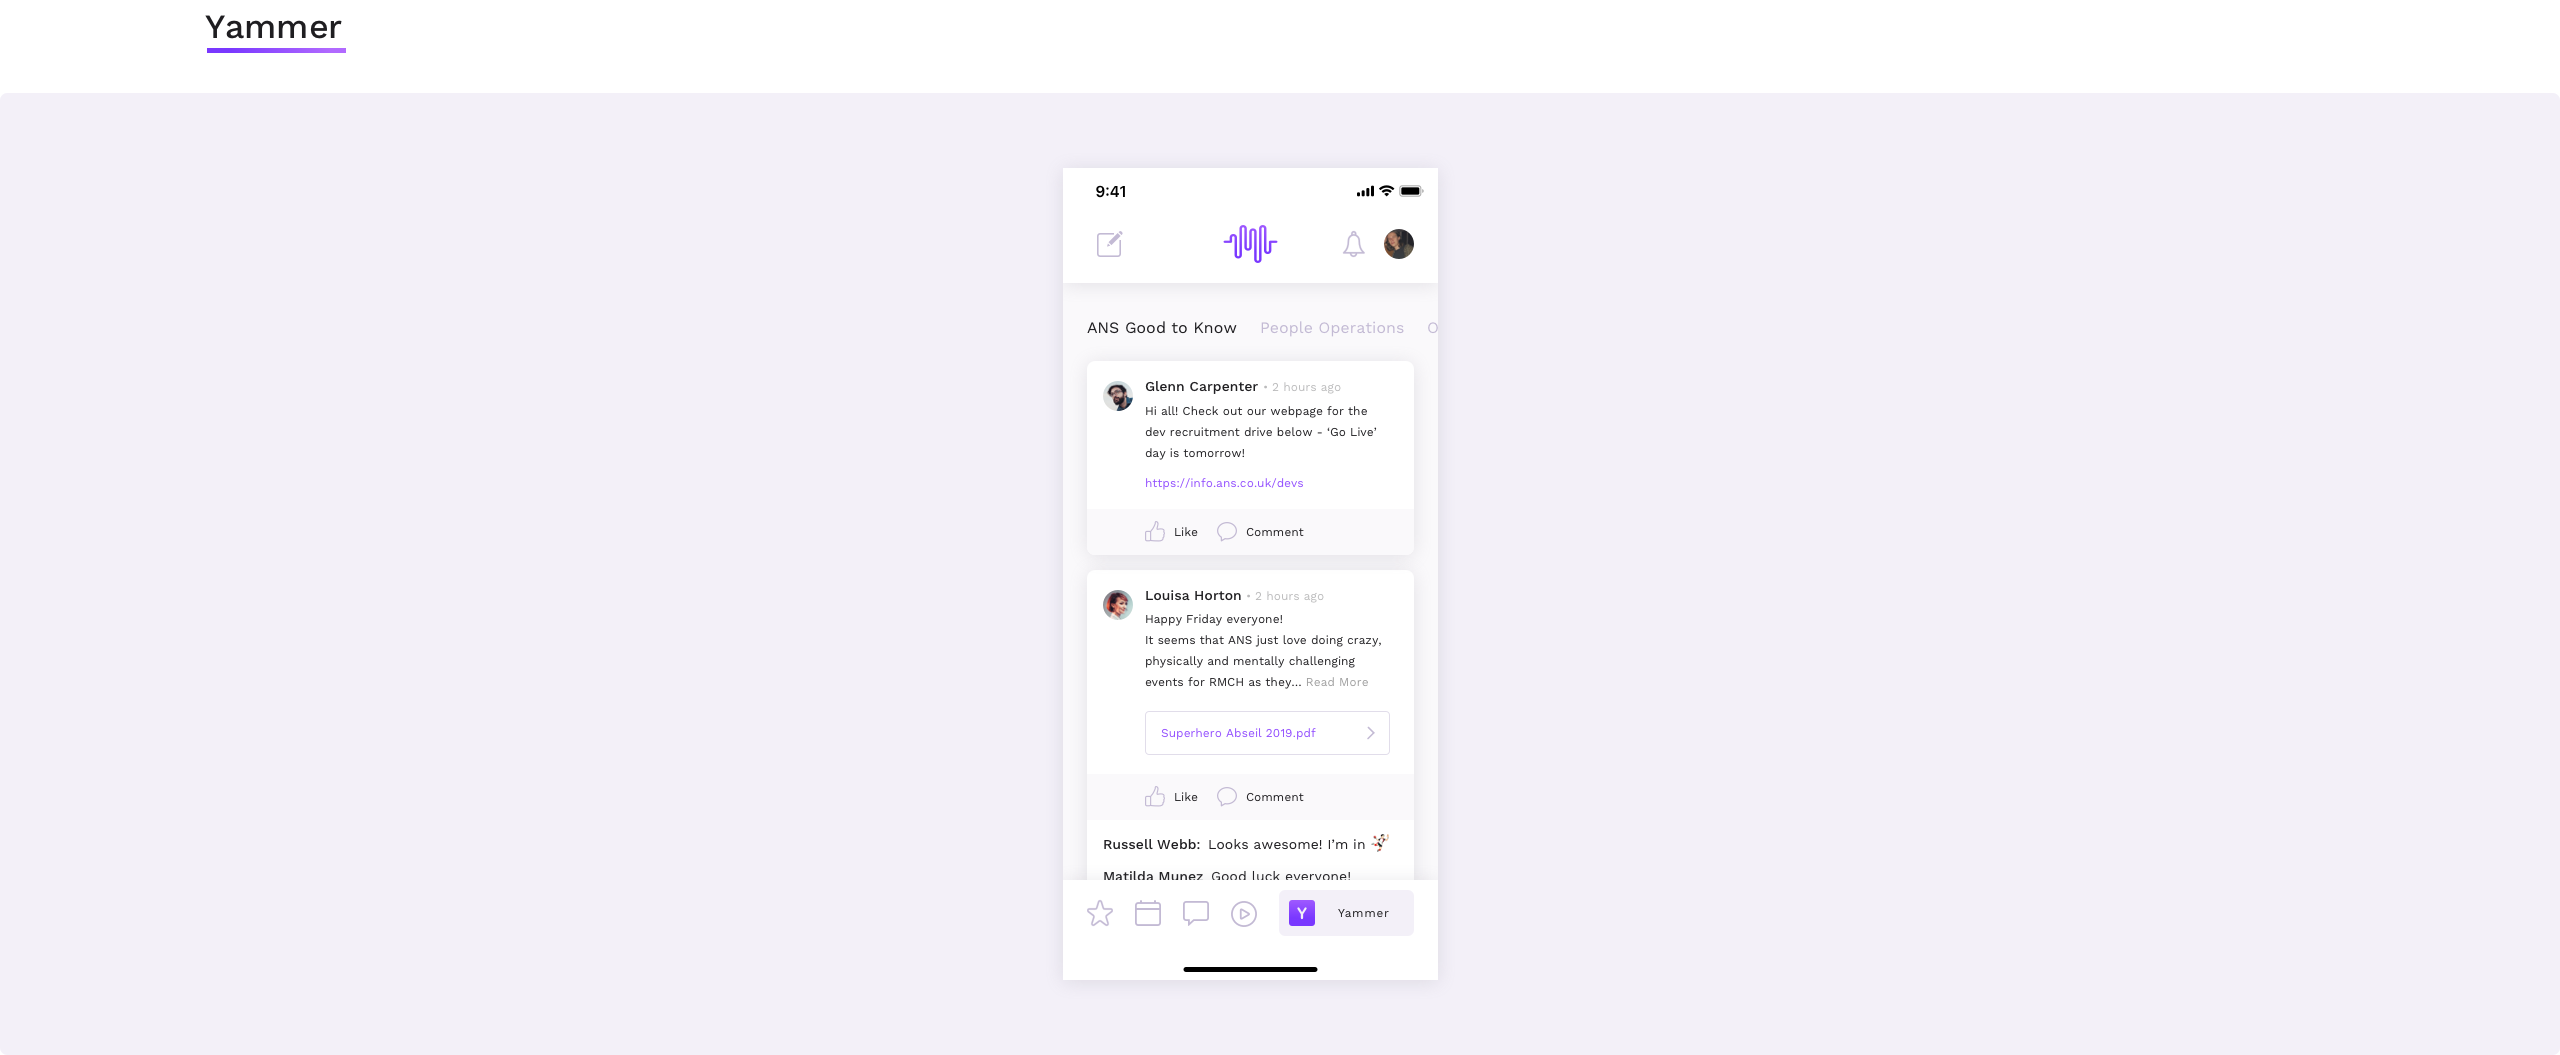 Yammer
9:41
ANS Good to Know People Operations O
Glenn Carpenter • 2 hours ago
Hi all! Check out our webpage for the
dev recruitment drive below - ‘Go Live’
day is tomorrow!
https://info.ans.co.uk/devs
Like Comment
Louisa Horton • 2 hours ago
Happy Friday everyone!
It seems that ANS just love doing crazy,
physically and mentally challenging
events for RMCH as they... Read More
Superhero Abseil 2019.pdf
Like Comment
Russell Webb: Looks awesome! I’m in
Matilda Munez Good luck everyone!
Y Yammer